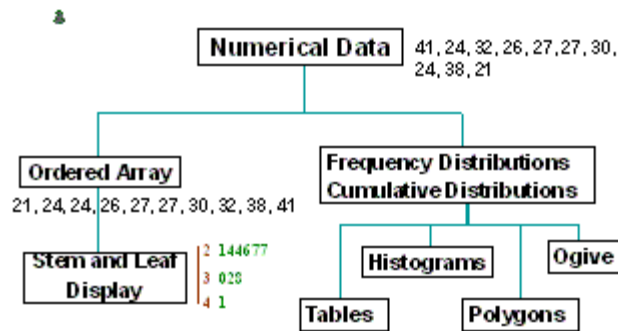 Numerical Data
41, 24, 32, 26, 27, 27, 30,
24, 38, 21
Ordered Array
21, 24, 24, 26, 27, 27, 30, 32, 38, 41
Frequency Distributions
Cumulative Distributions
Stem and Leaf
Display
2 144677
3 028
4 1
Histograms
Ogive
Tables
Polygons